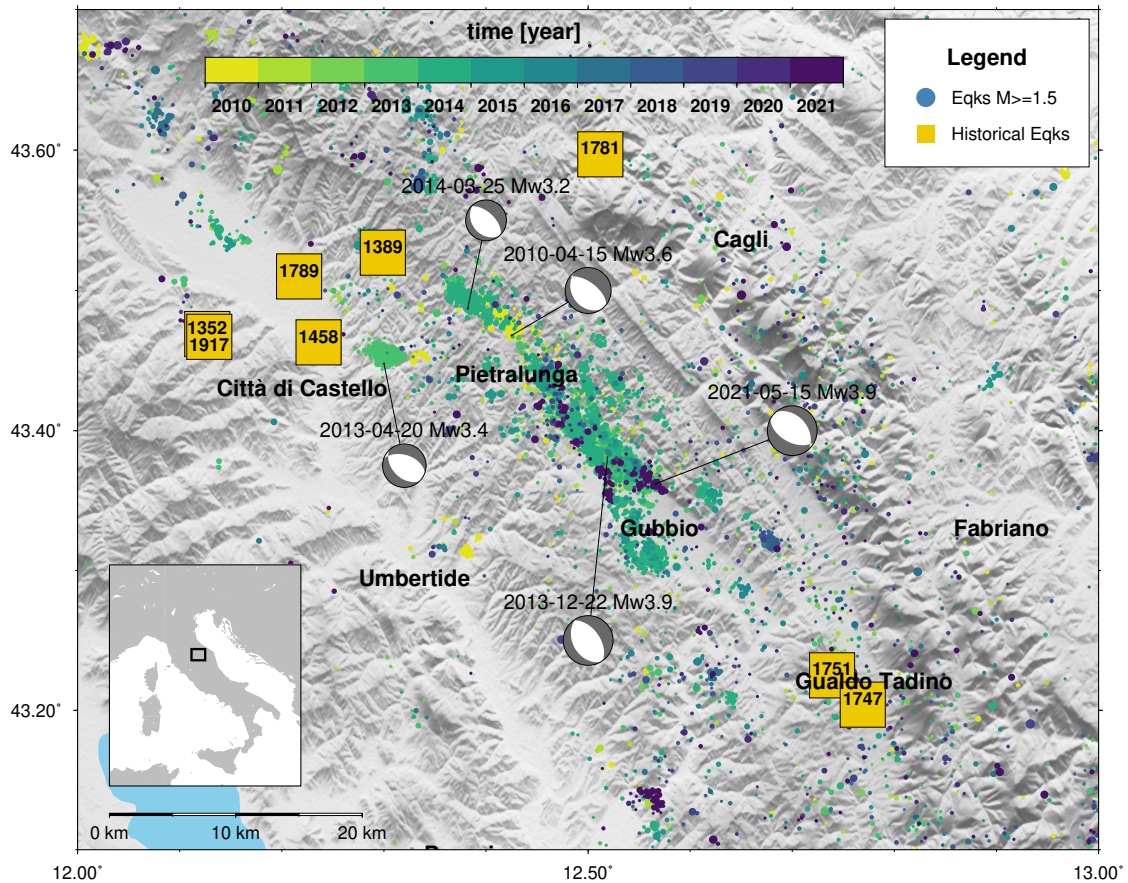 time [year]
2010 2011 2012 2013 2014 2015 2016 2017 2018 2019 2020 2021
Legend
Eqks M>=1.5
Historical Eqks
43.60°
43.40°
43.20°
1781
2014-03-25 Mw3.2
1389
Cagli
2010-04-15 Mw3.6
1789
1352
1917
1458
Città di Castello
Pietralunga
2021-05-15 Mw3.9
2013-04-20 Mw3.4
Gubbio
Fabriano
Umbertide
2013-12-22 Mw3.9
1751
Gualdo Tadino
1747
0 km 10 km 20 km
12.00° 12.50° 13.00°